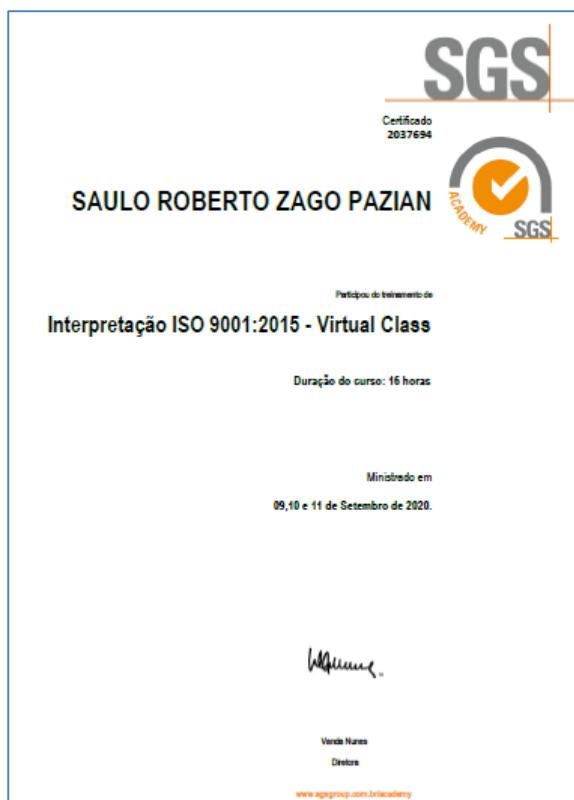 SGS
Certificado
2037694
SAULO ROBERTO ZAGO PAZIAN
ACADEMY
SGS
Participou do treinamento de
Interpretação ISO 9001:2015 - Virtual Class
Duração do curso: 16 horas
Ministrado em
09,10 e 11 de Setembro de 2020.
Vanda Nunes
Diretora
www.sgsgroup.com.br/academy